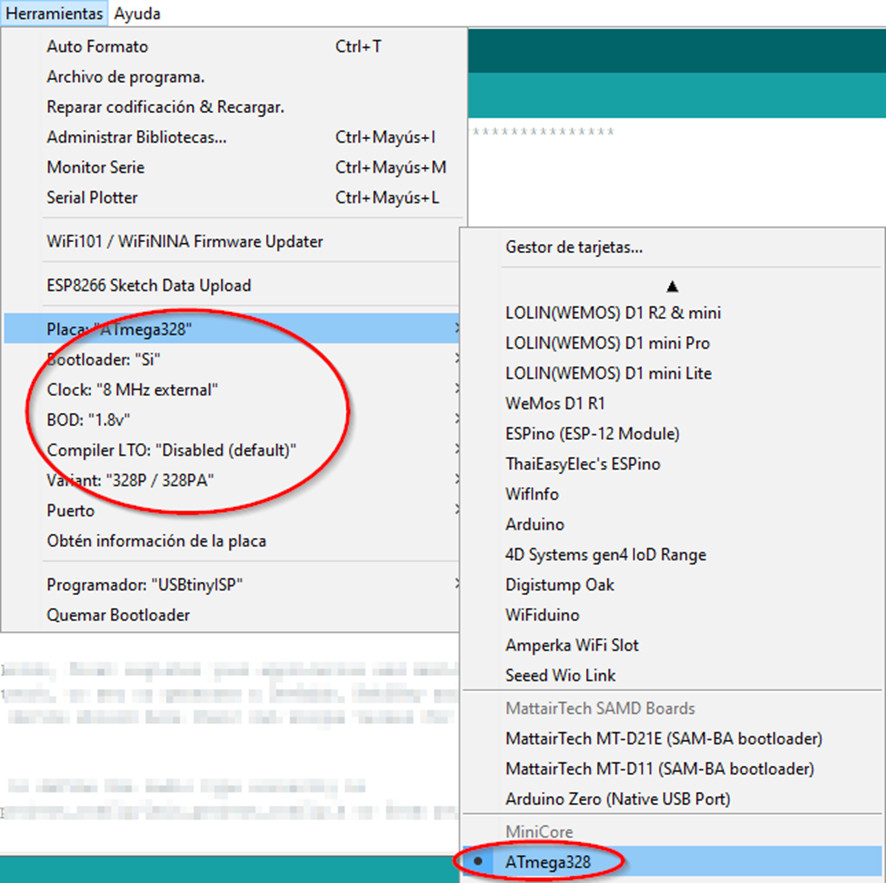 Herramientas Ayuda
Auto Formato Ctrl+T
Archivo de programa.
Reparar codificación & Recargar.
Administrar Bibliotecas... Ctrl+Mayús+I
Monitor Serie Ctrl+Mayús+M
Serial Plotter Ctrl+Mayús+L
WiFi101 / WiFiNINA Firmware Updater
ESP8266 Sketch Data Upload
Placa: "ATmega328"
Bootloader: "Si"
Clock: "8 MHz external"
BOD: "1.8v"
Compiler LTO: "Disabled (default)"
Variant: "328P / 328PA"
Puerto
Obtén información de la placa
Programador: "USBtinyISP"
Quemar Bootloader
***************
Gestor de tarjetas...
LOLIN(WEMOS) D1 R2 & mini
LOLIN(WEMOS) D1 mini Pro
LOLIN(WEMOS) D1 mini Lite
WeMos D1 R1
ESPino (ESP-12 Module)
ThaiEasyElec's ESPino
WifInfo
Arduino
4D Systems gen4 IoD Range
Digistump Oak
WiFiduino
Amperka WiFi Slot
Seeed Wio Link
MattairTech SAMD Boards
MattairTech MT-D21E (SAM-BA bootloader)
MattairTech MT-D11 (SAM-BA bootloader)
Arduino Zero (Native USB Port)
MiniCore
ATmega328